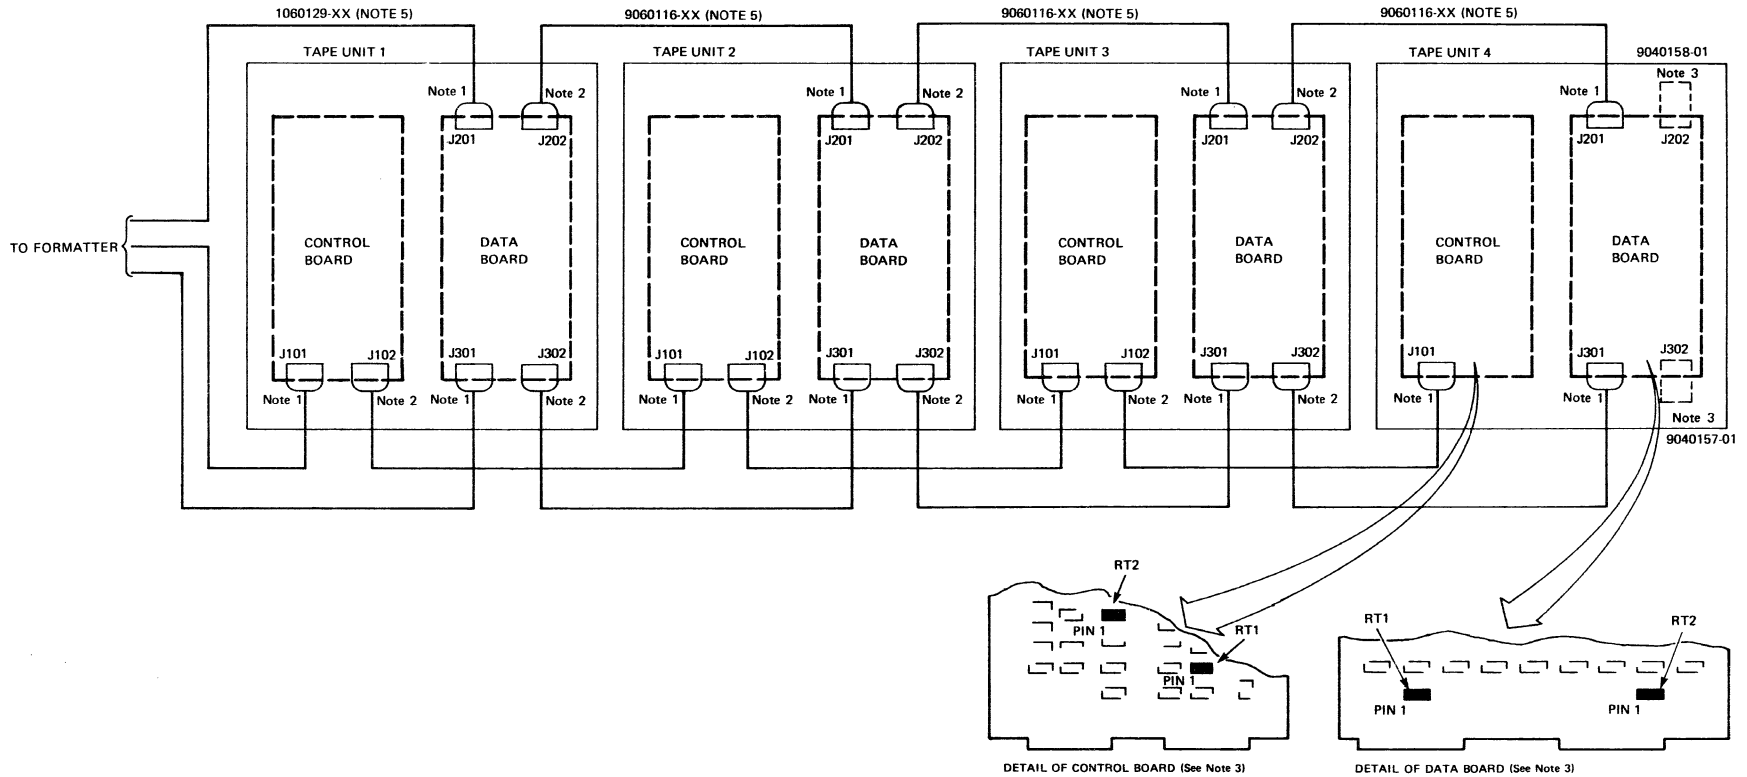 1060129-XX (NOTE 5)
9060116-XX (NOTE 5)
9060116-XX (NOTE 5)
9060116-XX (NOTE 5)
TAPE UNIT 1
TAPE UNIT 2
TAPE UNIT 3
TAPE UNIT 4
9040158-01
Note 3
Note 1
Note 2
Note 1
Note 2
Note 1
Note 2
Note 1
J201
J202
J201
J202
J201
J202
J201
J202
TO FORMATTER
CONTROL
BOARD
DATA
BOARD
CONTROL
BOARD
DATA
BOARD
CONTROL
BOARD
DATA
BOARD
CONTROL
BOARD
DATA
BOARD
J101
J102
J301
J302
J101
J102
J301
J302
J101
J102
J301
J302
J101
J301
J302
Note 1
Note 2
Note 1
Note 2
Note 1
Note 2
Note 1
Note 2
Note 1
Note 2
Note 1
Note 2
Note 1
Note 1
Note 3
9040157-01
RT2
PIN 1
RT1
PIN 1
RT1
RT2
PIN 1
PIN 1
DETAIL OF CONTROL BOARD (See Note 3)
DETAIL OF DATA BOARD (See Note 3)